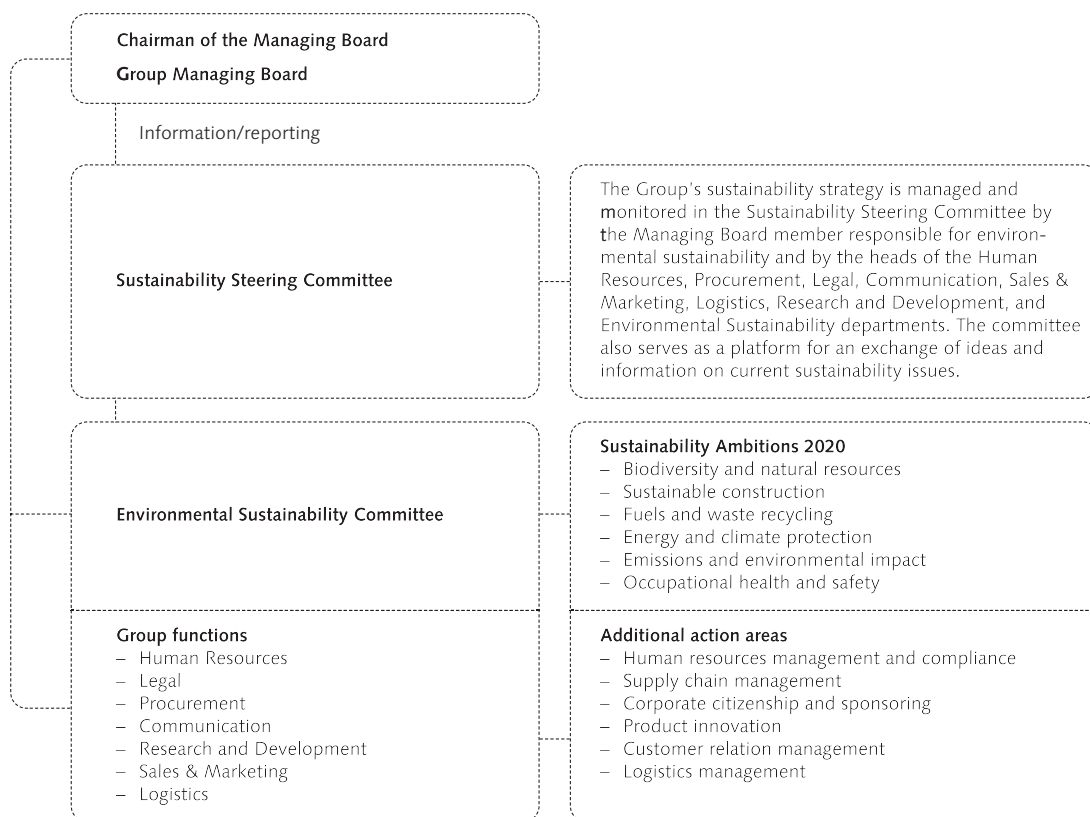 Chairman of the Managing Board
Group Managing Board
Information/reporting
Sustainability Steering Committee
The Group's sustainability strategy is managed and
monitored in the Sustainability Steering Committee by
the Managing Board member responsible for environ-
mental sustainability and by the heads of the Human
Resources, Procurement, Legal, Communication, Sales &
Marketing, Logistics, Research and Development, and
Environmental Sustainability departments. The committee
also serves as a platform for an exchange of ideas and
information on current sustainability issues.
Environmental Sustainability Committee
Sustainability Ambitions 2020
– Biodiversity and natural resources
– Sustainable construction
– Fuels and waste recycling
– Energy and climate protection
– Emissions and environmental impact
– Occupational health and safety
Group functions
– Human Resources
– Legal
– Procurement
– Communication
– Research and Development
– Sales & Marketing
– Logistics
Additional action areas
– Human resources management and compliance
– Supply chain management
– Corporate citizenship and sponsoring
– Product innovation
– Customer relation management
– Logistics management